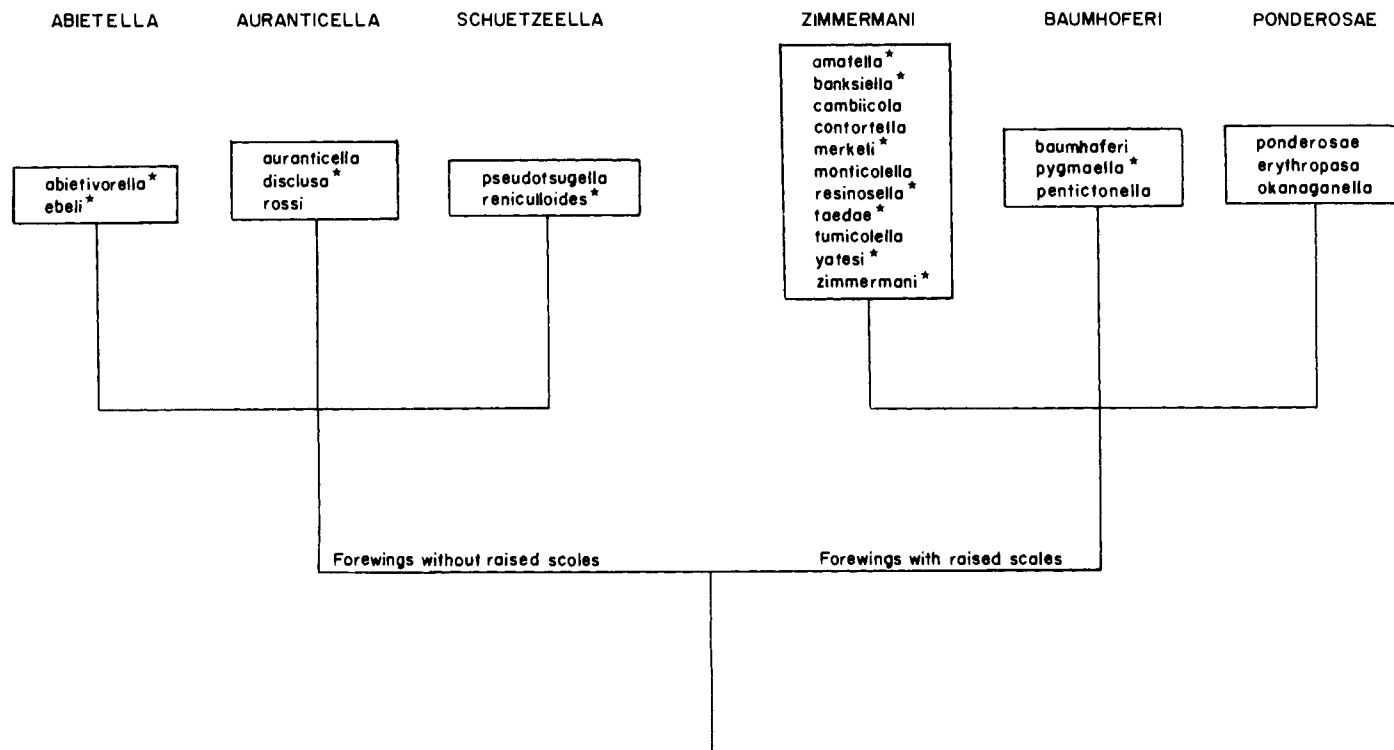 ABIETELLA AURANTICELLA SCHUETZEELLA ZIMMERMANI BAUMHOFERI PONDEROSAE
abietivorella*
ebeli*
auranticella
disclusa*
rossi
pseudotsugella
reniculloides*
amatella*
banksiella*
cambiicola
contortella
merkeli*
monticolella
resinosella*
taedae*
tumicolella
yatesi*
zimmermani*
baumhoferi
pygmaella*
pentictonella
ponderosae
erythropasa
okanaganella
Forewings without raised scales
Forewings with raised scales